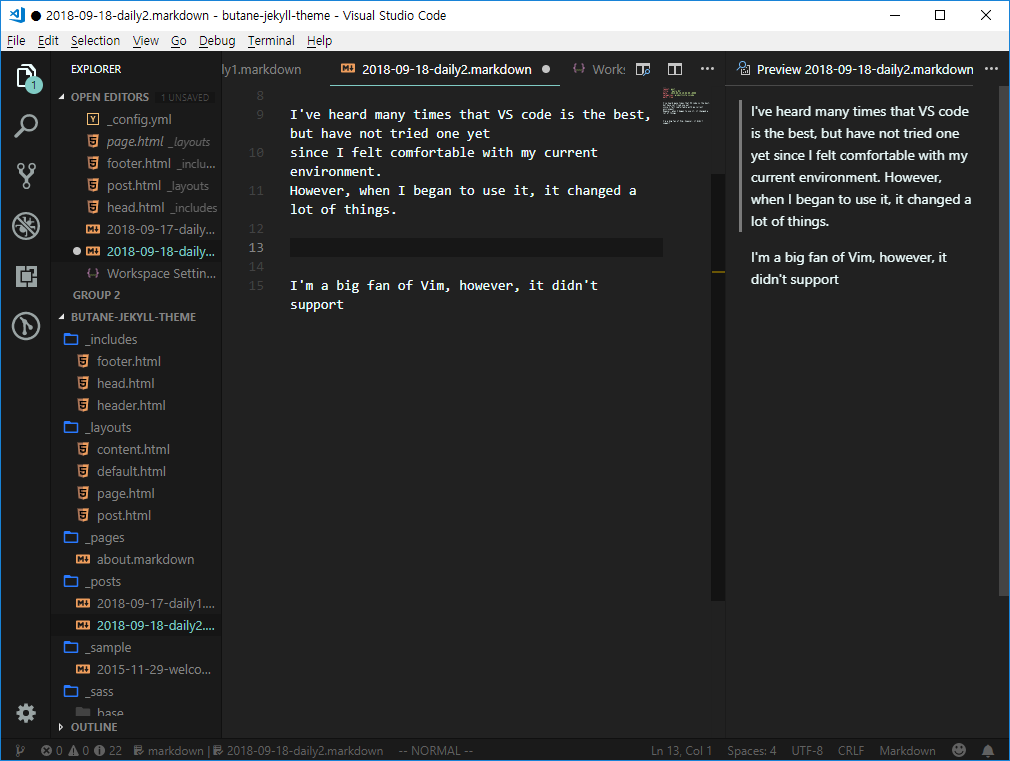 2018-09-18-daily2.markdown - butane-jekyll-theme - Visual Studio Code
File Edit Selection View Go Debug Terminal Help
EXPLORER
1
OPEN EDITORS 1 UNSAVED
_config.yml
page.html _layouts
footer.html _inclu...
post.html _layouts
head.html _includes
2018-09-17-daily...
2018-09-18-daily...
Workspace Settin...
GROUP 2
BUTANE-JEKYLL-THEME
_includes
footer.html
head.html
header.html
_layouts
content.html
default.html
page.html
post.html
_pages
about.markdown
_posts
2018-09-17-daily1....
2018-09-18-daily2....
_sample
2015-11-29-welco...
_sass
base
OUTLINE
ly1.markdown 2018-09-18-daily2.markdown Works
8
9 I've heard many times that VS code is the best,
but have not tried one yet
10 since I felt comfortable with my current
environment.
11 However, when I began to use it, it changed a
lot of things.
12
13
14
15 I'm a big fan of Vim, however, it didn't
support
Preview 2018-09-18-daily2.markdown
I've heard many times that VS code
is the best, but have not tried one
yet since I felt comfortable with my
current environment. However,
when I began to use it, it changed a
lot of things.
I'm a big fan of Vim, however, it
didn't support
0 0 22 markdown | 2018-09-18-daily2.markdown -- NORMAL -- Ln 13, Col 1 Spaces: 4 UTF-8 CRLF Markdown